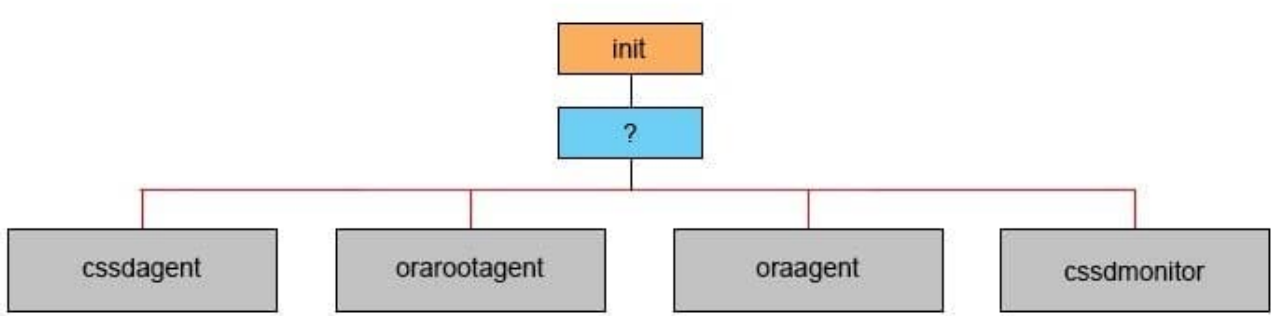 init
?
cssdagent
orarootagent
oraagent
cssdmonitor